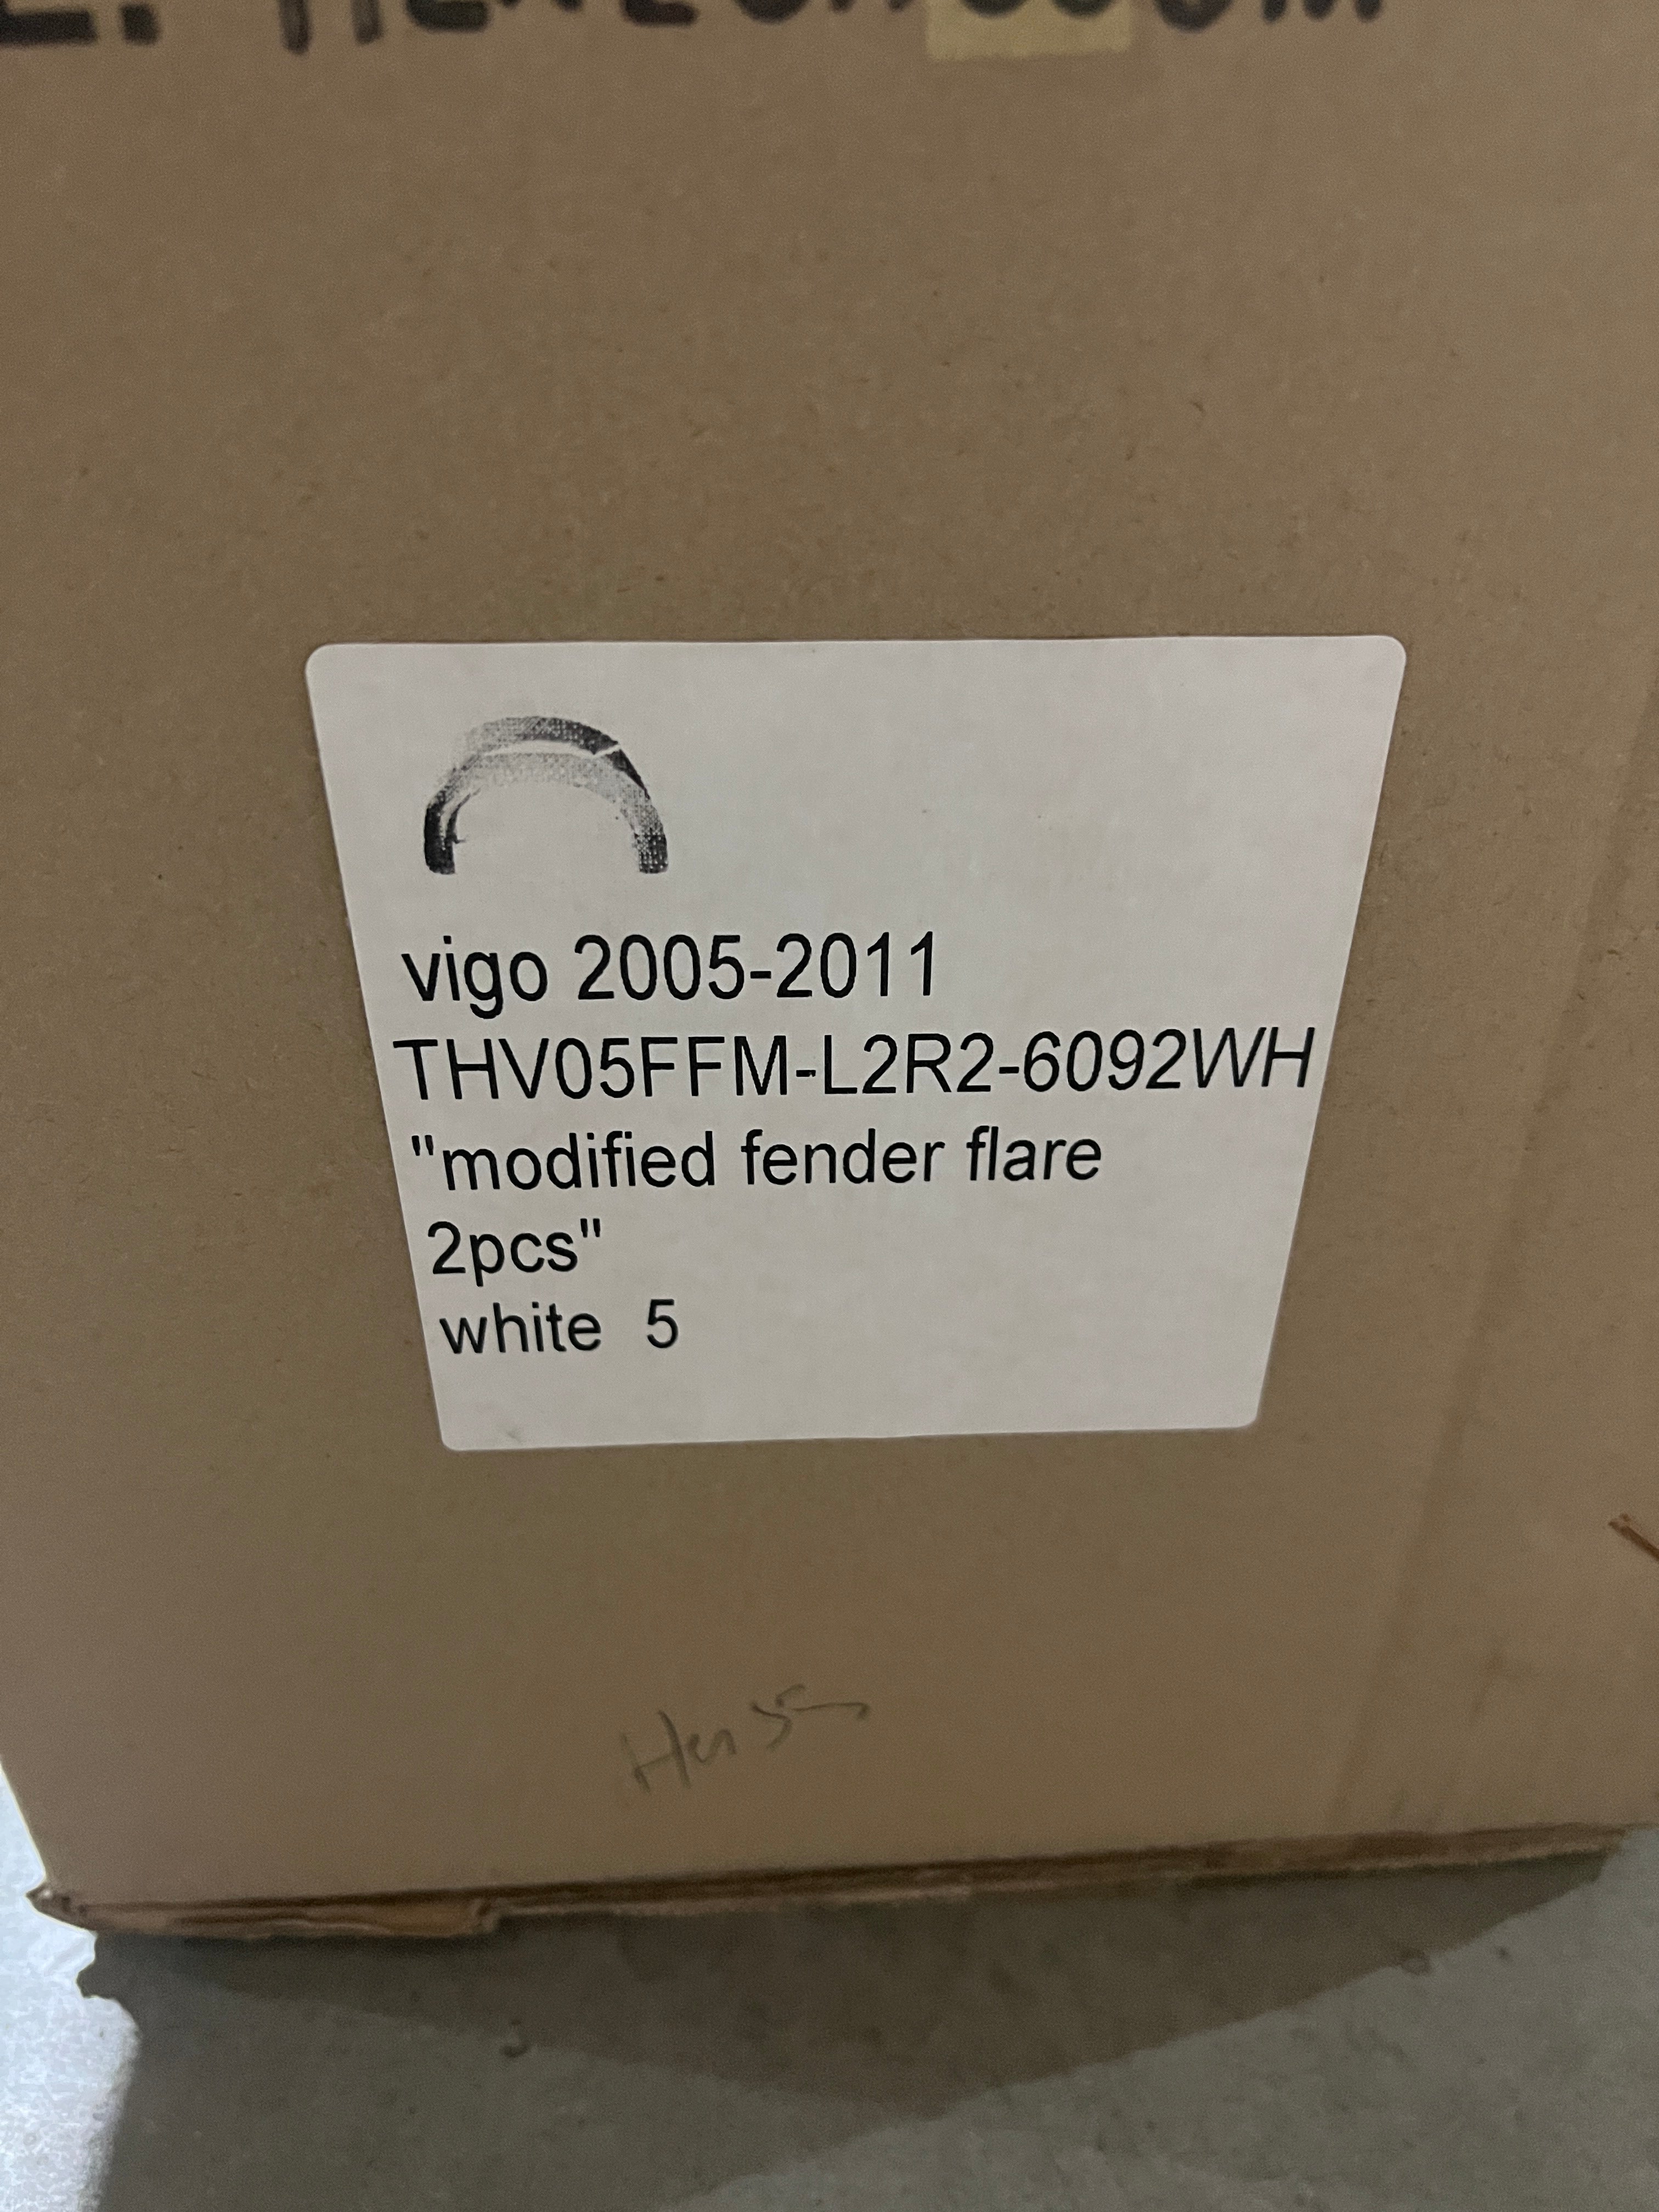 vigo 2005-2011
THV05FFM-L2R2-6092WH
"modified fender flare
2pcs"
white 5